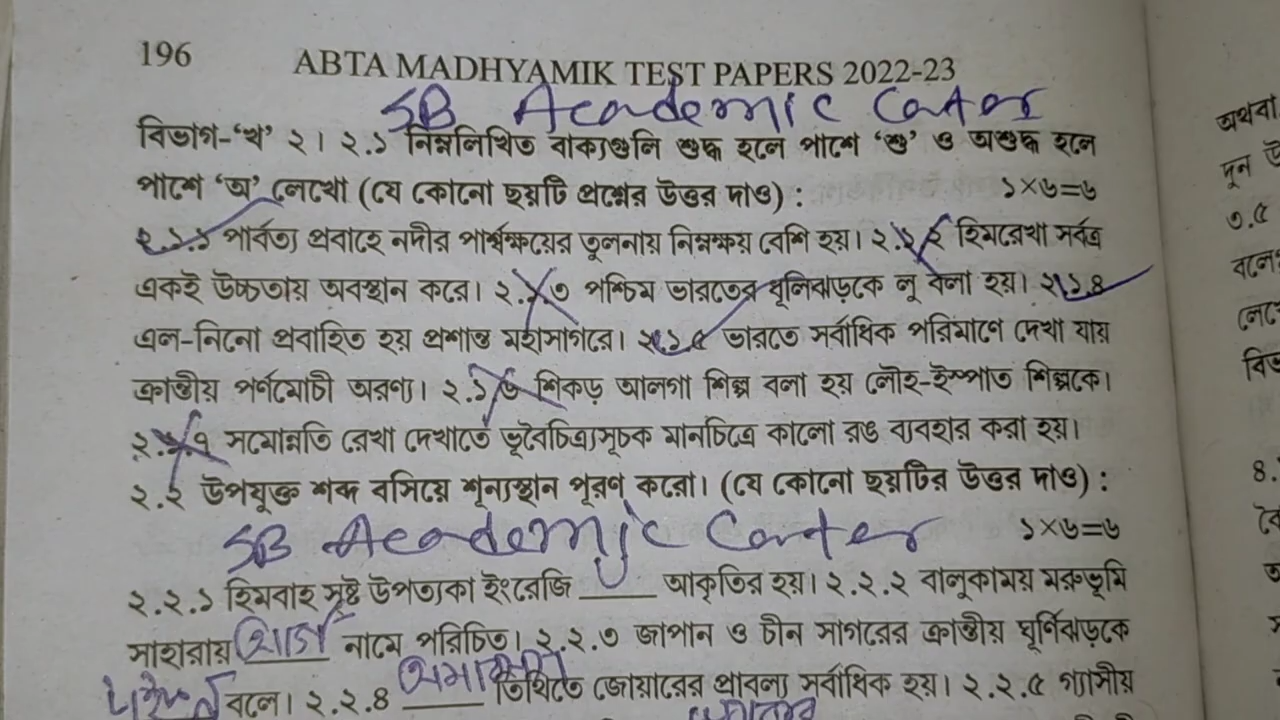 196 ABTA MADHYAMIK TEST PAPERS 2022-23
SB Academic Center
বিভাগ-‘খ’ ২। ২.১ নিম্নলিখিত বাক্যগুলি শুদ্ধ হলে পাশে ‘শু’ ও অশুদ্ধ হলে
পাশে ‘অ’ লেখো (যে কোনো ছয়টি প্রশ্নের উত্তর দাও) : ১×৬=৬
২.১.১ পার্বত্য প্রবাহে নদীর পার্শ্বক্ষয়ের তুলনায় নিম্নক্ষয় বেশি হয়। ২.১.২ হিমরেখা সর্বত্র
একই উচ্চতায় অবস্থান করে। ২.১.৩ পশ্চিম ভারতের ধূলিঝড়কে লু বলা হয়। ২.১.৪
এল-নিনো প্রবাহিত হয় প্রশান্ত মহাসাগরে। ২.১.৫ ভারতে সর্বাধিক পরিমাণে দেখা যায়
ক্রান্তীয় পর্ণমোচী অরণ্য। ২.১.৬ শিকড় আলগা শিল্প বলা হয় লৌহ-ইস্পাত শিল্পকে।
২.১.৭ সমোন্নতি রেখা দেখাতে ভূবৈচিত্র্যসূচক মানচিত্রে কালো রঙ ব্যবহার করা হয়।
২.২ উপযুক্ত শব্দ বসিয়ে শূন্যস্থান পূরণ করো। (যে কোনো ছয়টির উত্তর দাও) :
SB Academic Center ১×৬=৬
২.২.১ হিমবাহ সৃষ্ট উপত্যকা ইংরেজি U আকৃতির হয়। ২.২.২ বালুকাময় মরুভূমি
সাহারায় নামে পরিচিত। ২.২.৩ জাপান ও চীন সাগরের ক্রান্তীয় ঘূর্ণিঝড়কে
বলে। ২.২.৪ তিথিতে জোয়ারের প্রাবল্য সর্বাধিক হয়। ২.২.৫ গ্যাসীয়
অথবা
৩.৫